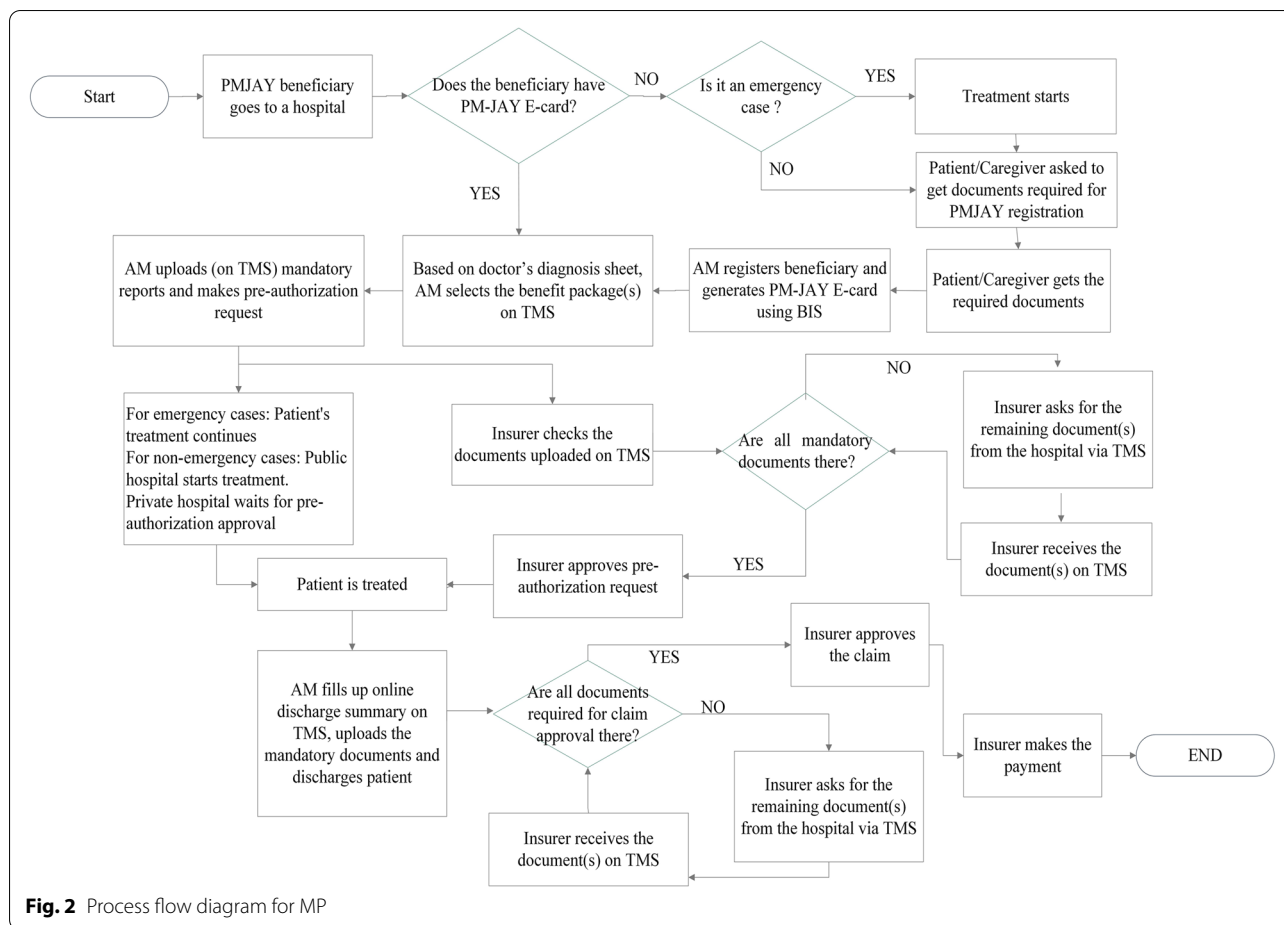 Start
PMJAY beneficiary
goes to a hospital
Does the beneficiary have
PM-JAY E-card?
NO
Is it an emergency
case ?
YES
Treatment starts
NO
Patient/Caregiver asked to
get documents required for
PMJAY registration
YES
AM uploads (on TMS) mandatory
reports and makes pre-authorization
request
Based on doctor's diagnosis sheet,
AM selects the benefit package(s)
on TMS
AM registers beneficiary and
generates PM-JAY E-card
using BIS
Patient/Caregiver gets the
required documents
For emergency cases: Patient's
treatment continues
For non-emergency cases: Public
hospital starts treatment.
Private hospital waits for pre-
authorization approval
Insurer checks the
documents uploaded on TMS
Are all mandatory
documents there?
NO
Insurer asks for the
remaining document(s)
from the hospital via TMS
Insurer receives the
document(s) on TMS
YES
Insurer approves pre-
authorization request
Patient is treated
AM fills up online
discharge summary on
TMS, uploads the
mandatory documents and
discharges patient
Are all documents
required for claim
approval there?
YES
Insurer approves
the claim
NO
Insurer asks for the
remaining document(s)
from the hospital via TMS
Insurer receives the
document(s) on TMS
Insurer makes the
payment
END
Fig. 2 Process flow diagram for MP